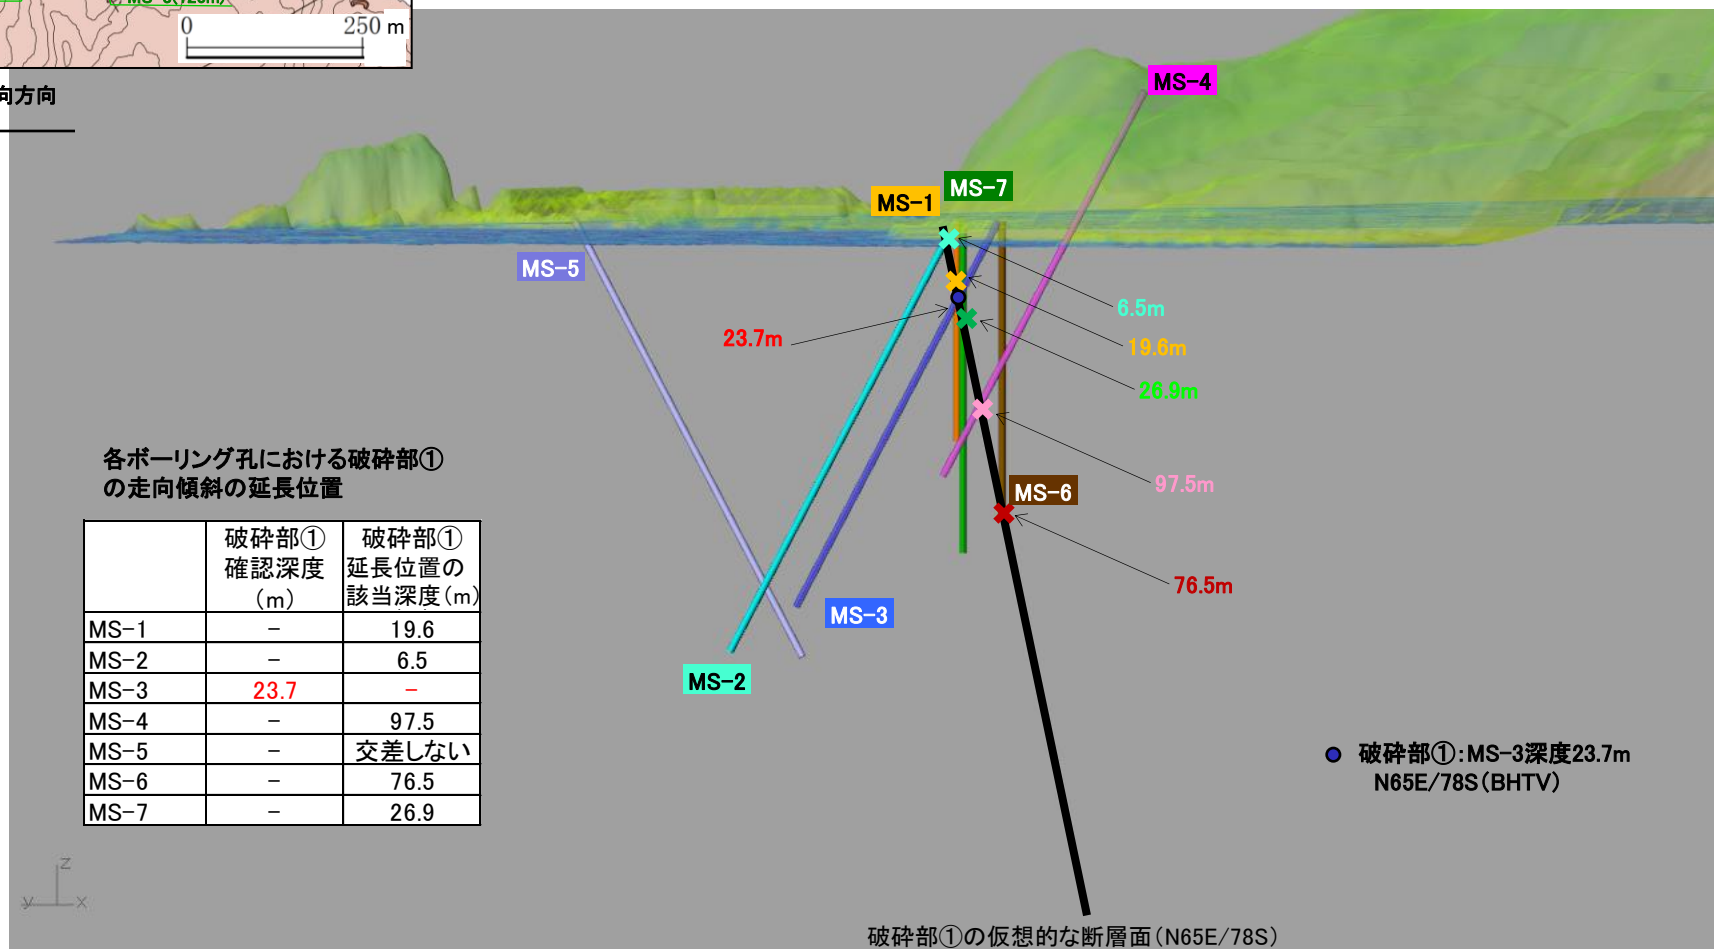 0 250 m
向方向
MS-4
MS-7
MS-1
MS-5
6.5m
23.7m
19.6m
26.9m
97.5m
MS-6
76.5m
MS-3
MS-2
各ボーリング孔における破砕部①
の走向傾斜の延長位置
破砕部①
確認深度
(m)
破砕部①
延長位置の
該当深度(m)
MS-1 - 19.6
MS-2 - 6.5
MS-3 23.7 -
MS-4 - 97.5
MS-5 - 交差しない
MS-6 - 76.5
MS-7 - 26.9
破砕部①:MS-3深度23.7m
N65E/78S(BHTV)
z
y x
破砕部①の仮想的な断層面(N65E/78S)